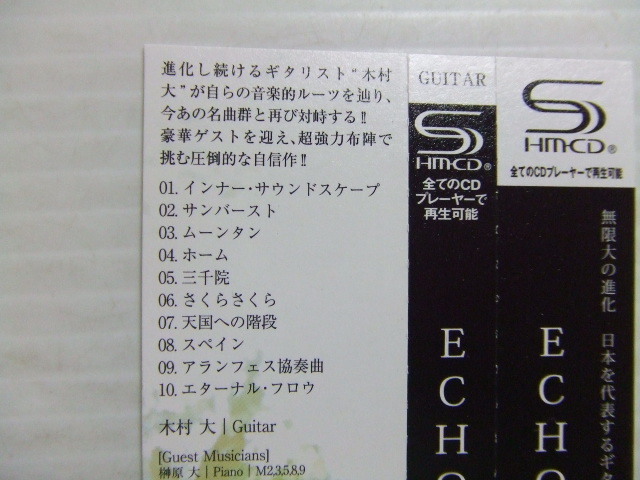 進化し続けるギタリスト“木村
大”が自らの音楽的ルーツを辿り、
今あの名曲群と再び対峙する!!
豪華ゲストを迎え、超強力布陣で
挑む圧倒的な自信作!!
01. インナー・サウンドスケープ
02. サンバースト
03. ムーンタン
04. ホーム
05. 三千院
06. さくらさくら
07. 天国への階段
08. スペイン
09. アランフェス協奏曲
10. エターナル・フロウ
木村 大 | Guitar
[Guest Musicians]
榊原 大 | Piano | M2,3,5,8,9
GUITAR
SHM-CD®
全てのCD
プレーヤーで
再生可能
ECHO
SHM-CD®
全てのCDプレーヤーで再生可能
ECHO
無限大の進化 日本を代表するギタ